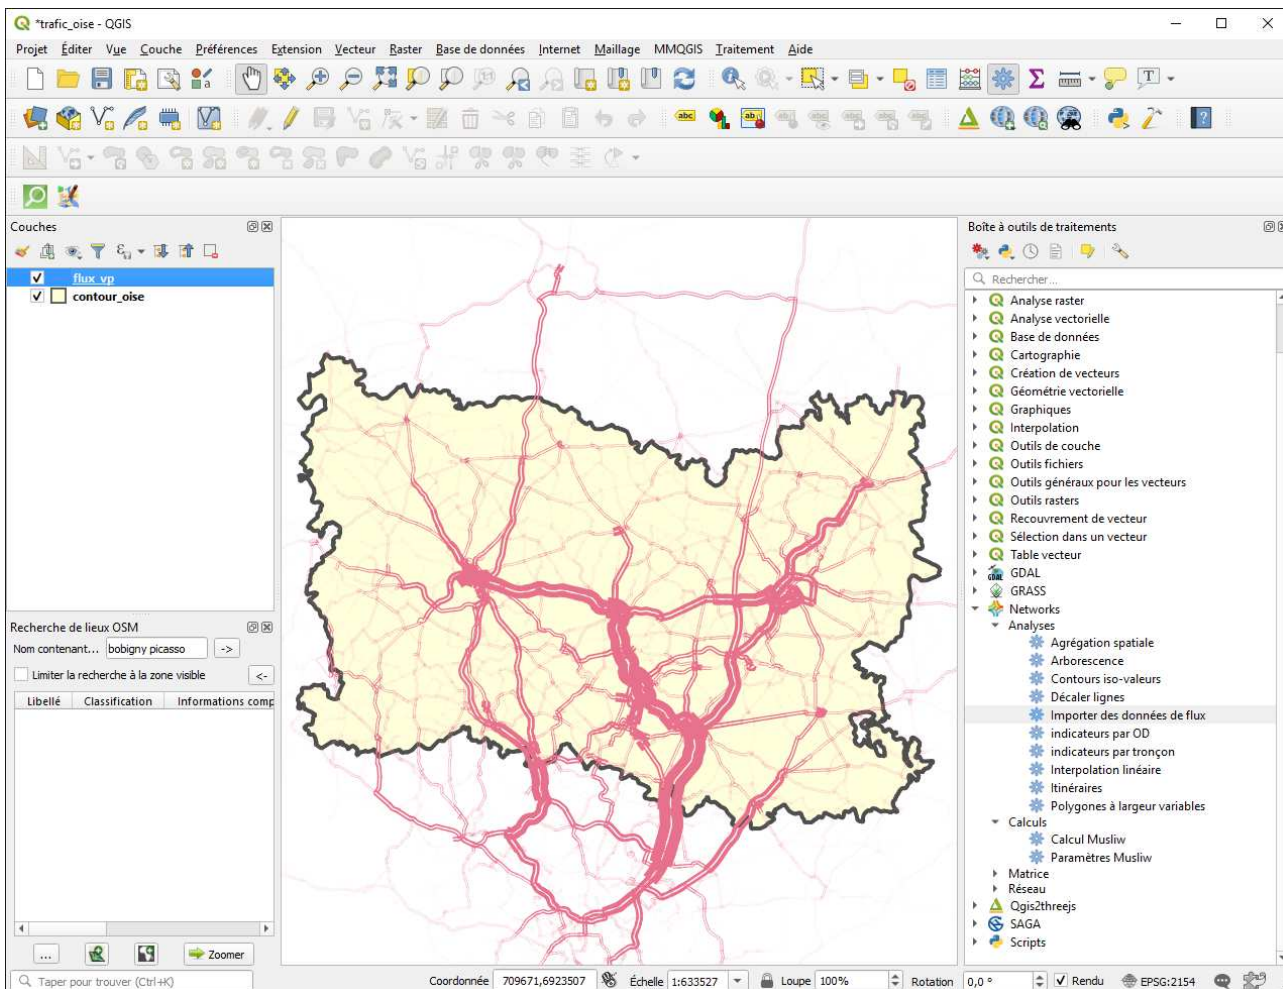 *trafic_oise - QGIS
Projet Éditer Vue Couche Préférences Extension Vecteur Raster Base de données Internet Maillage MMQGIS Traitement Aide
Couches
flux_vp
contour_oise
Recherche de lieux OSM
Nom contenant... bobigny picasso ->
Limiter la recherche à la zone visible <-
Libellé Classification Informations comp
... Zoomer
Boîte à outils de traitements
Rechercher...
Analyse raster
Analyse vectorielle
Base de données
Cartographie
Création de vecteurs
Géométrie vectorielle
Graphiques
Interpolation
Outils de couche
Outils fichiers
Outils généraux pour les vecteurs
Outils rasters
Recouvrement de vecteur
Sélection dans un vecteur
Table vecteur
GDAL
GRASS
Networks
Analyses
Agrégation spatiale
Arborescence
Contours iso-valeurs
Décaler lignes
Importer des données de flux
indicateurs par OD
indicateurs par tronçon
Interpolation linéaire
Itinéraires
Polygones à largeur variables
Calculs
Calcul Musliw
Paramètres Musliw
Matrice
Réseau
Qgis2threejs
SAGA
Scripts
Taper pour trouver (Ctrl+K) Coordonnée 709671,6923507 Échelle 1:633527 Loupe 100% Rotation 0,0 ° Rendu EPSG:2154